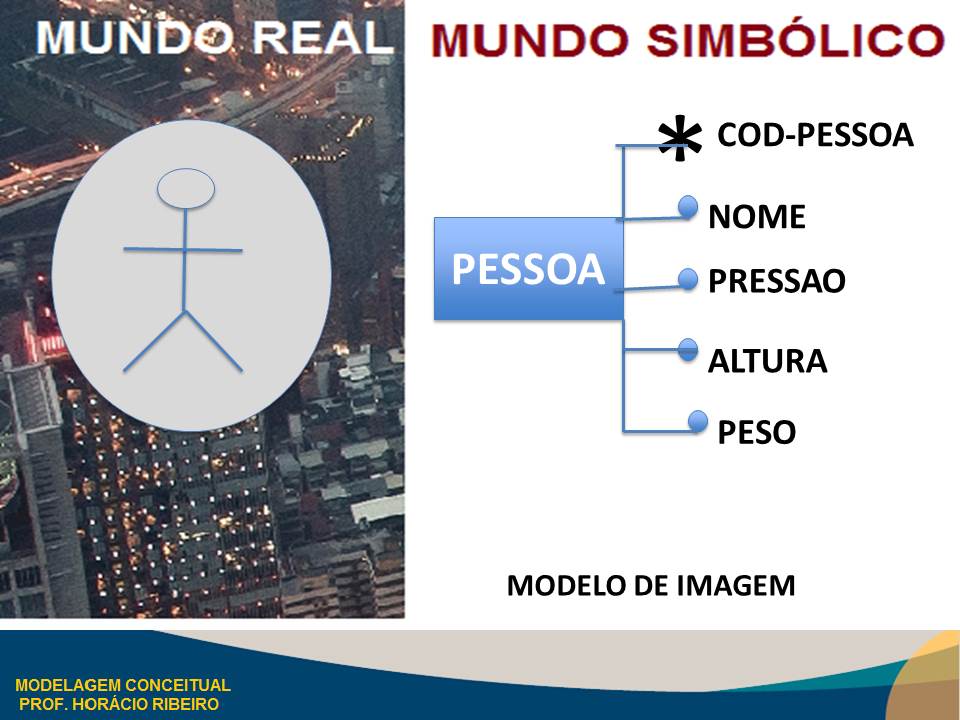 MUNDO REAL
MUNDO SIMBÓLICO
* COD-PESSOA
NOME
PESSOA
PRESSAO
ALTURA
PESO
MODELO DE IMAGEM
MODELAGEM CONCEITUAL
PROF. HORÁCIO RIBEIRO